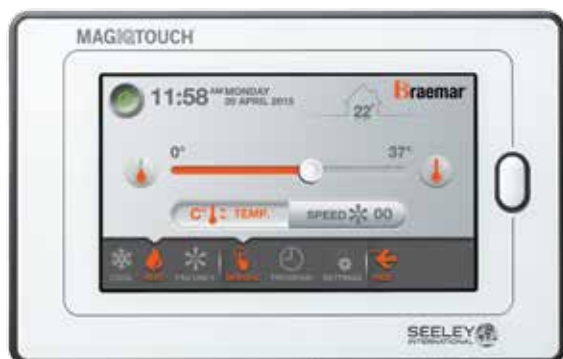 MAGIQTOUCH
11:58 AM MONDAY
20 APRIL 2015
22°
Braemar
0° 37°
C° TEMP. SPEED 00
COOL HEAT FAN ONLY MANUAL PROGRAM SETTINGS
SEELEY
INTERNATIONAL